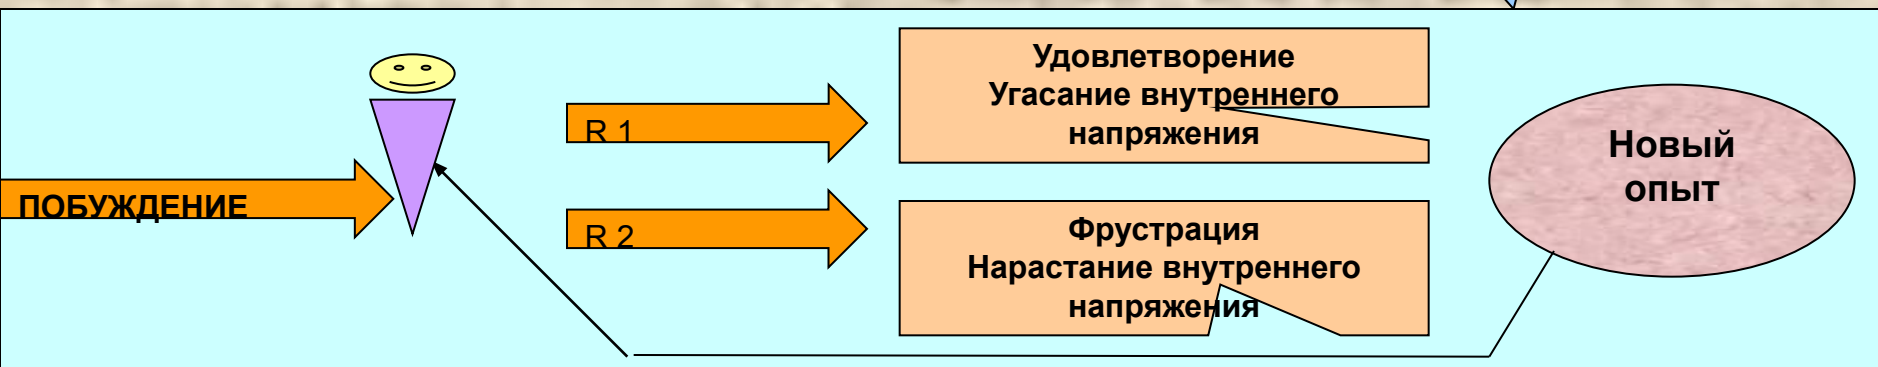 ПОБУЖДЕНИЕ
R 1
R 2
Удовлетворение
Угасание внутреннего
напряжения
Фрустрация
Нарастание внутреннего
напряжения
Новый
опыт